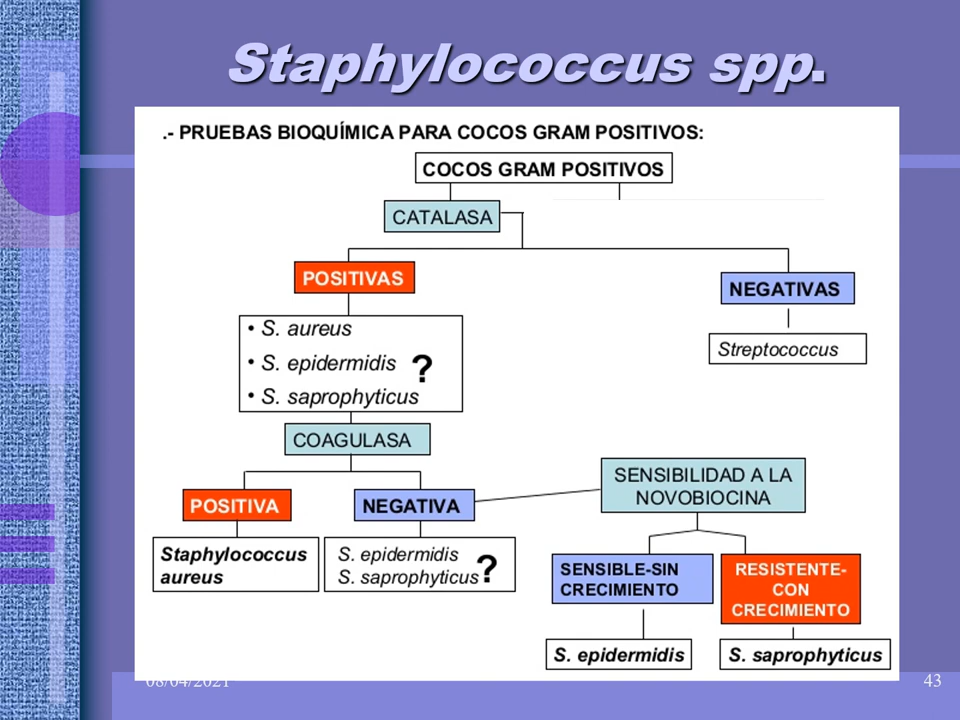 Staphylococcus spp.
.- PRUEBAS BIOQUÍMICA PARA COCOS GRAM POSITIVOS:
COCOS GRAM POSITIVOS
CATALASA
POSITIVAS
NEGATIVAS
• S. aureus
• S. epidermidis
• S. saprophyticus
?
Streptococcus
COAGULASA
POSITIVA
NEGATIVA
SENSIBILIDAD A LA
NOVOBIOCINA
Staphylococcus
aureus
S. epidermidis
S. saprophyticus
?
SENSIBLE-SIN
CRECIMIENTO
RESISTENTE-
CON
CRECIMIENTO
S. epidermidis
S. saprophyticus
08/04/2021
43